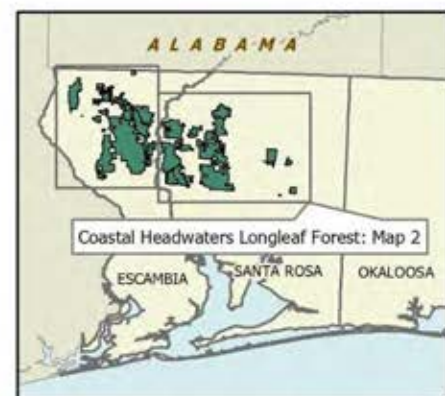 ALABAMA
Coastal Headwaters Longleaf Forest: Map 2
ESCAMBIA
SANTA ROSA
OKALOOSA